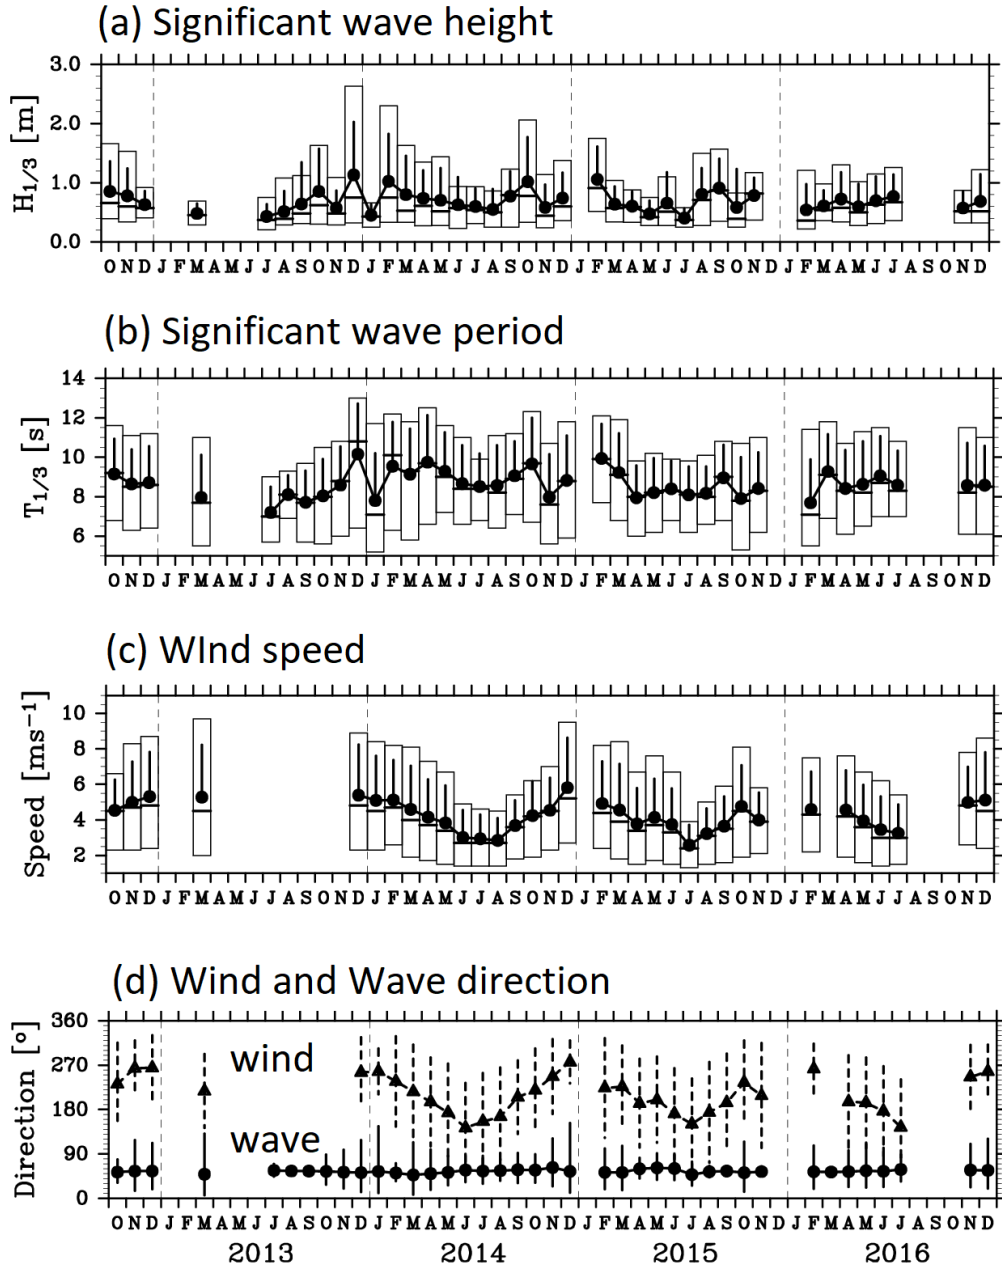 (a) Significant wave height
H1/3 [m]
3.0
2.0
1.0
0.0
O N D J F M A M J J A S O N D J F M A M J J A S O N D J F M A M J J A S O N D J F M A M J J A S O N D
(b) Significant wave period
T1/3 [s]
14
12
10
8
6
O N D J F M A M J J A S O N D J F M A M J J A S O N D J F M A M J J A S O N D J F M A M J J A S O N D
(c) WInd speed
Speed [ms−1]
10
8
6
4
2
O N D J F M A M J J A S O N D J F M A M J J A S O N D J F M A M J J A S O N D J F M A M J J A S O N D
(d) Wind and Wave direction
Direction [°]
360
270
180
90
0
wind
wave
O N D J F M A M J J A S O N D J F M A M J J A S O N D J F M A M J J A S O N D J F M A M J J A S O N D
2013 2014 2015 2016